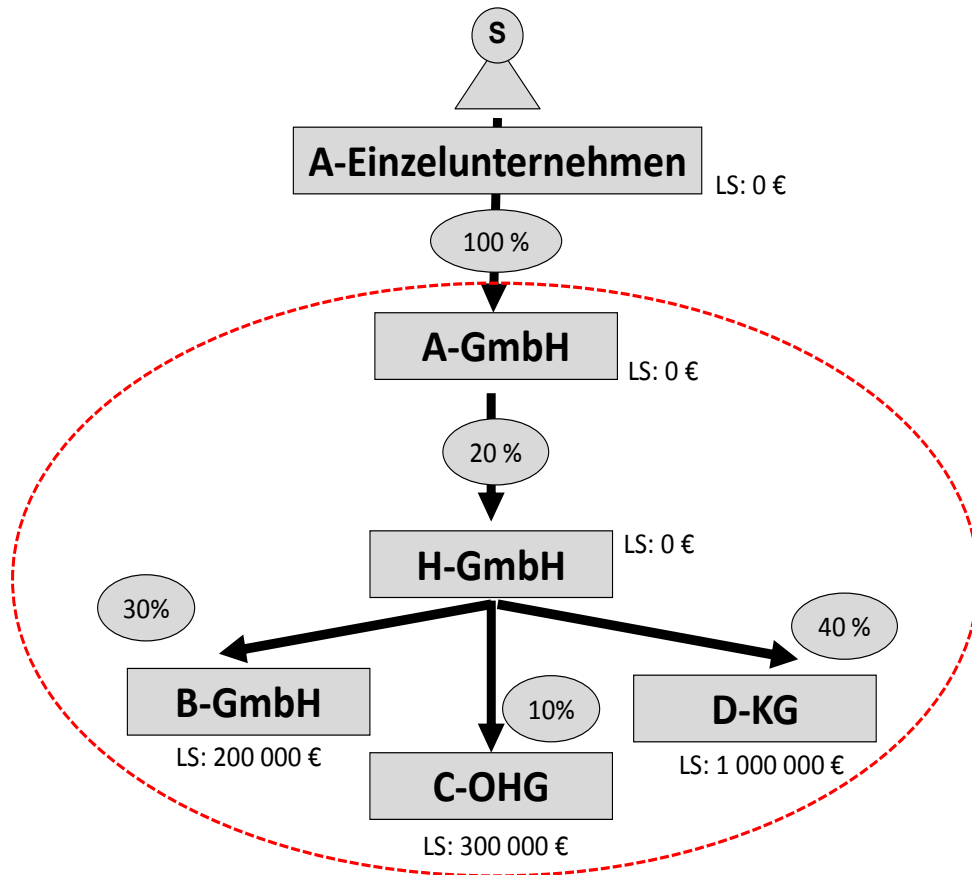 S
A-Einzelunternehmen
LS: 0 €
100 %
A-GmbH
LS: 0 €
20 %
H-GmbH
LS: 0 €
30%
40 %
B-GmbH
LS: 200 000 €
10%
D-KG
LS: 1 000 000 €
C-OHG
LS: 300 000 €